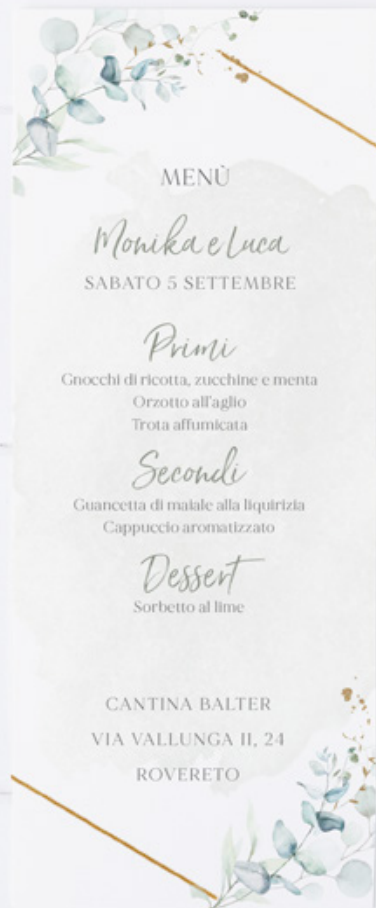 MENÙ
Monika e Luca
SABATO 5 SETTEMBRE
Primi
Gnocchi di ricotta, zucchine e menta
Orzotto all'aglio
Trota affumicata
Secondi
Guancetta di maiale alla liquirizia
Cappuccio aromatizzato
Dessert
Sorbetto al lime
CANTINA BALTER
VIA VALLUNGA II, 24
ROVERETO